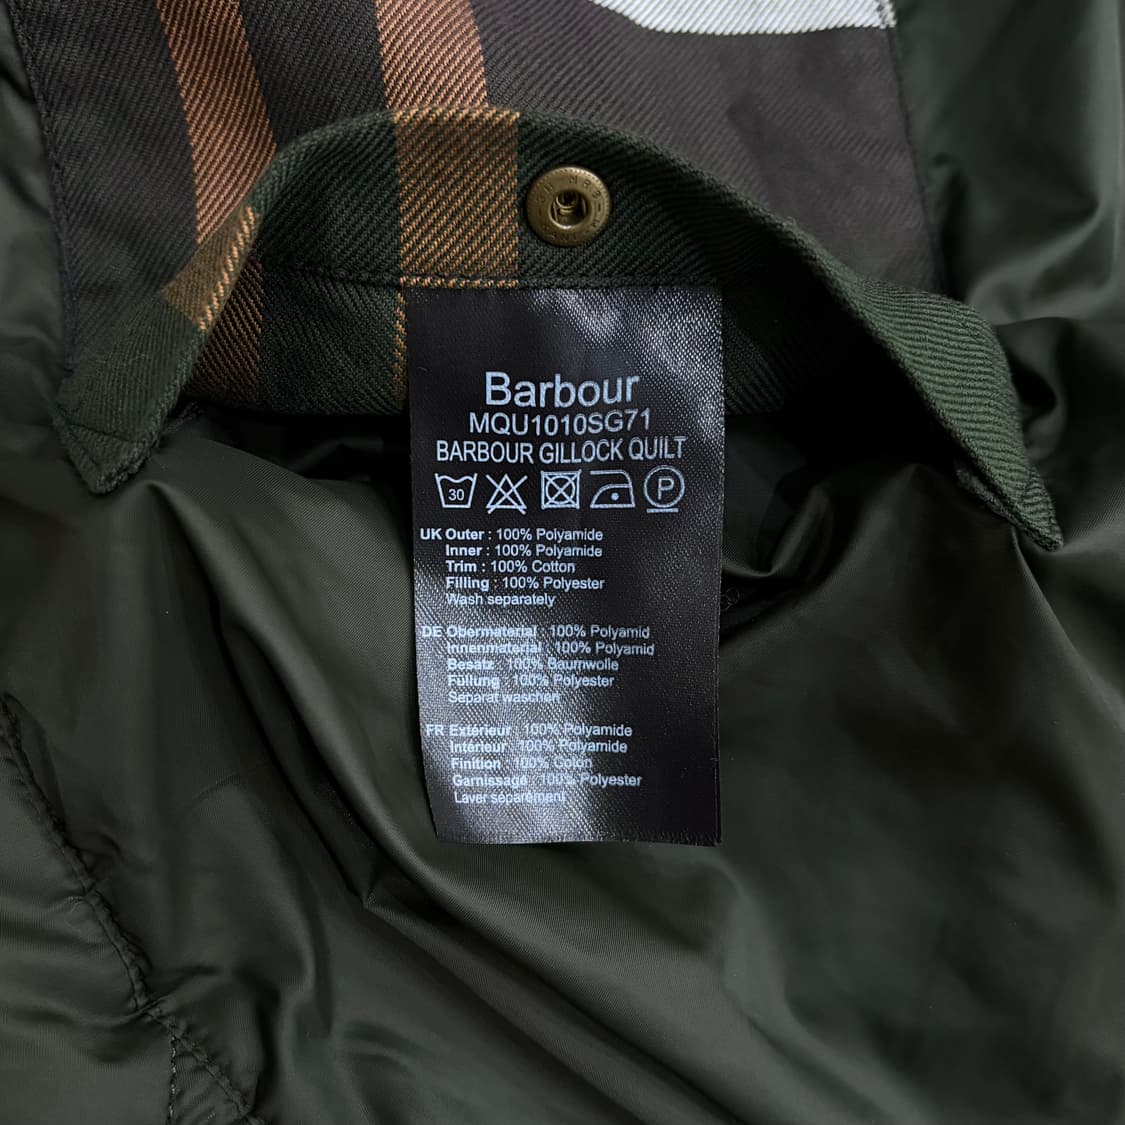 Barbour
MQU1010SG71
BARBOUR GILLOCK QUILT
30
P
UK Outer : 100% Polyamide
Inner : 100% Polyamide
Trim : 100% Cotton
Filling : 100% Polyester
Wash separately
DE Obermaterial : 100% Polyamid
Innenmaterial : 100% Polyamid
Besatz : 100% Baumwolle
Füllung : 100% Polyester
Separat waschen
FR Extérieur : 100% Polyamide
Intérieur : 100% Polyamide
Finition : 100% Coton
Garnissage : 100% Polyester
Laver séparément